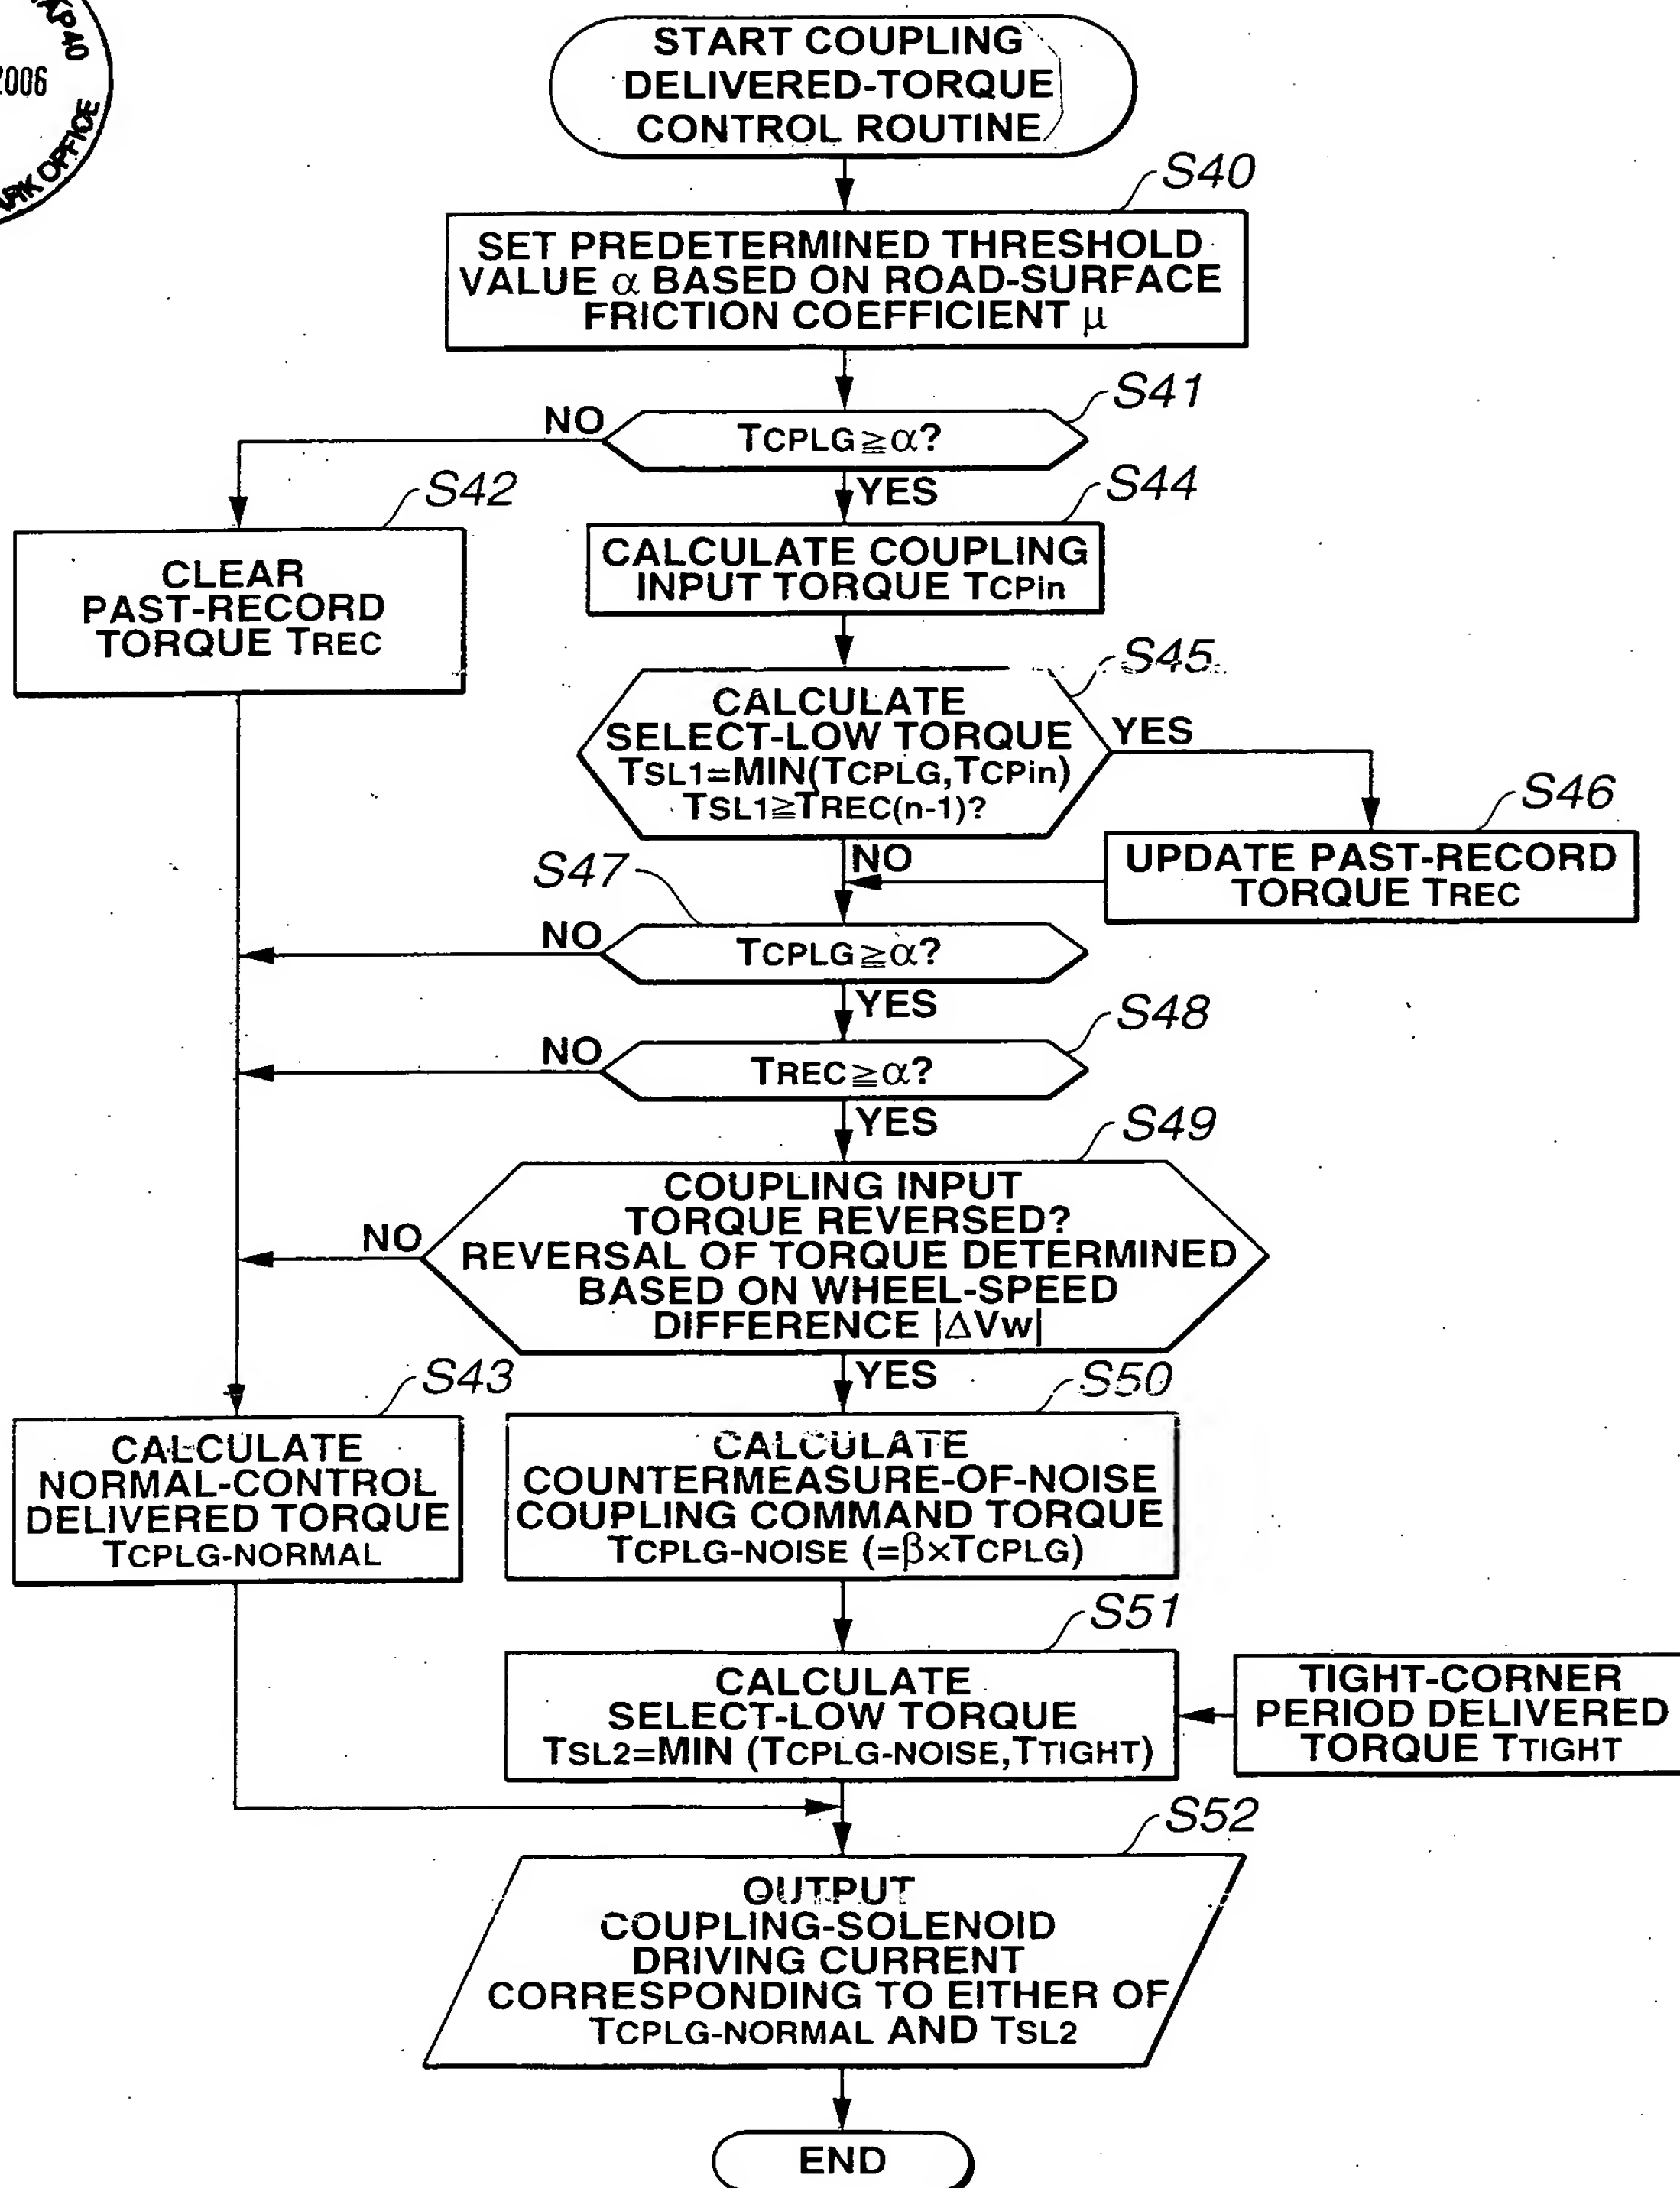 AP40
2006
ARK OFFICE
START COUPLING
DELIVERED-TORQUE
CONTROL ROUTINE
S40
SET PREDETERMINED THRESHOLD
VALUE α BASED ON ROAD-SURFACE
FRICTION COEFFICIENT μ
S41
NO
TCPLG≧α?
YES
S42
CLEAR
PAST-RECORD
TORQUE TREC
S44
CALCULATE COUPLING
INPUT TORQUE TCPin
S45
CALCULATE
SELECT-LOW TORQUE
TSL1=MIN(TCPLG,TCPin)
TSL1≧TREC(n-1)?
YES
NO
S46
UPDATE PAST-RECORD
TORQUE TREC
S47
NO
TCPLG≧α?
YES
S48
NO
TREC≧α?
YES
S49
NO
COUPLING INPUT
TORQUE REVERSED?
REVERSAL OF TORQUE DETERMINED
BASED ON WHEEL-SPEED
DIFFERENCE |ΔVw|
YES
S43
CALCULATE
NORMAL-CONTROL
DELIVERED TORQUE
TCPLG-NORMAL
S50
CALCULATE
COUNTERMEASURE-OF-NOISE
COUPLING COMMAND TORQUE
TCPLG-NOISE (=β×TCPLG)
S51
CALCULATE
SELECT-LOW TORQUE
TSL2=MIN (TCPLG-NOISE,TTIGHT)
TIGHT-CORNER
PERIOD DELIVERED
TORQUE TTIGHT
S52
OUTPUT
COUPLING-SOLENOID
DRIVING CURRENT
CORRESPONDING TO EITHER OF
TCPLG-NORMAL AND TSL2
END